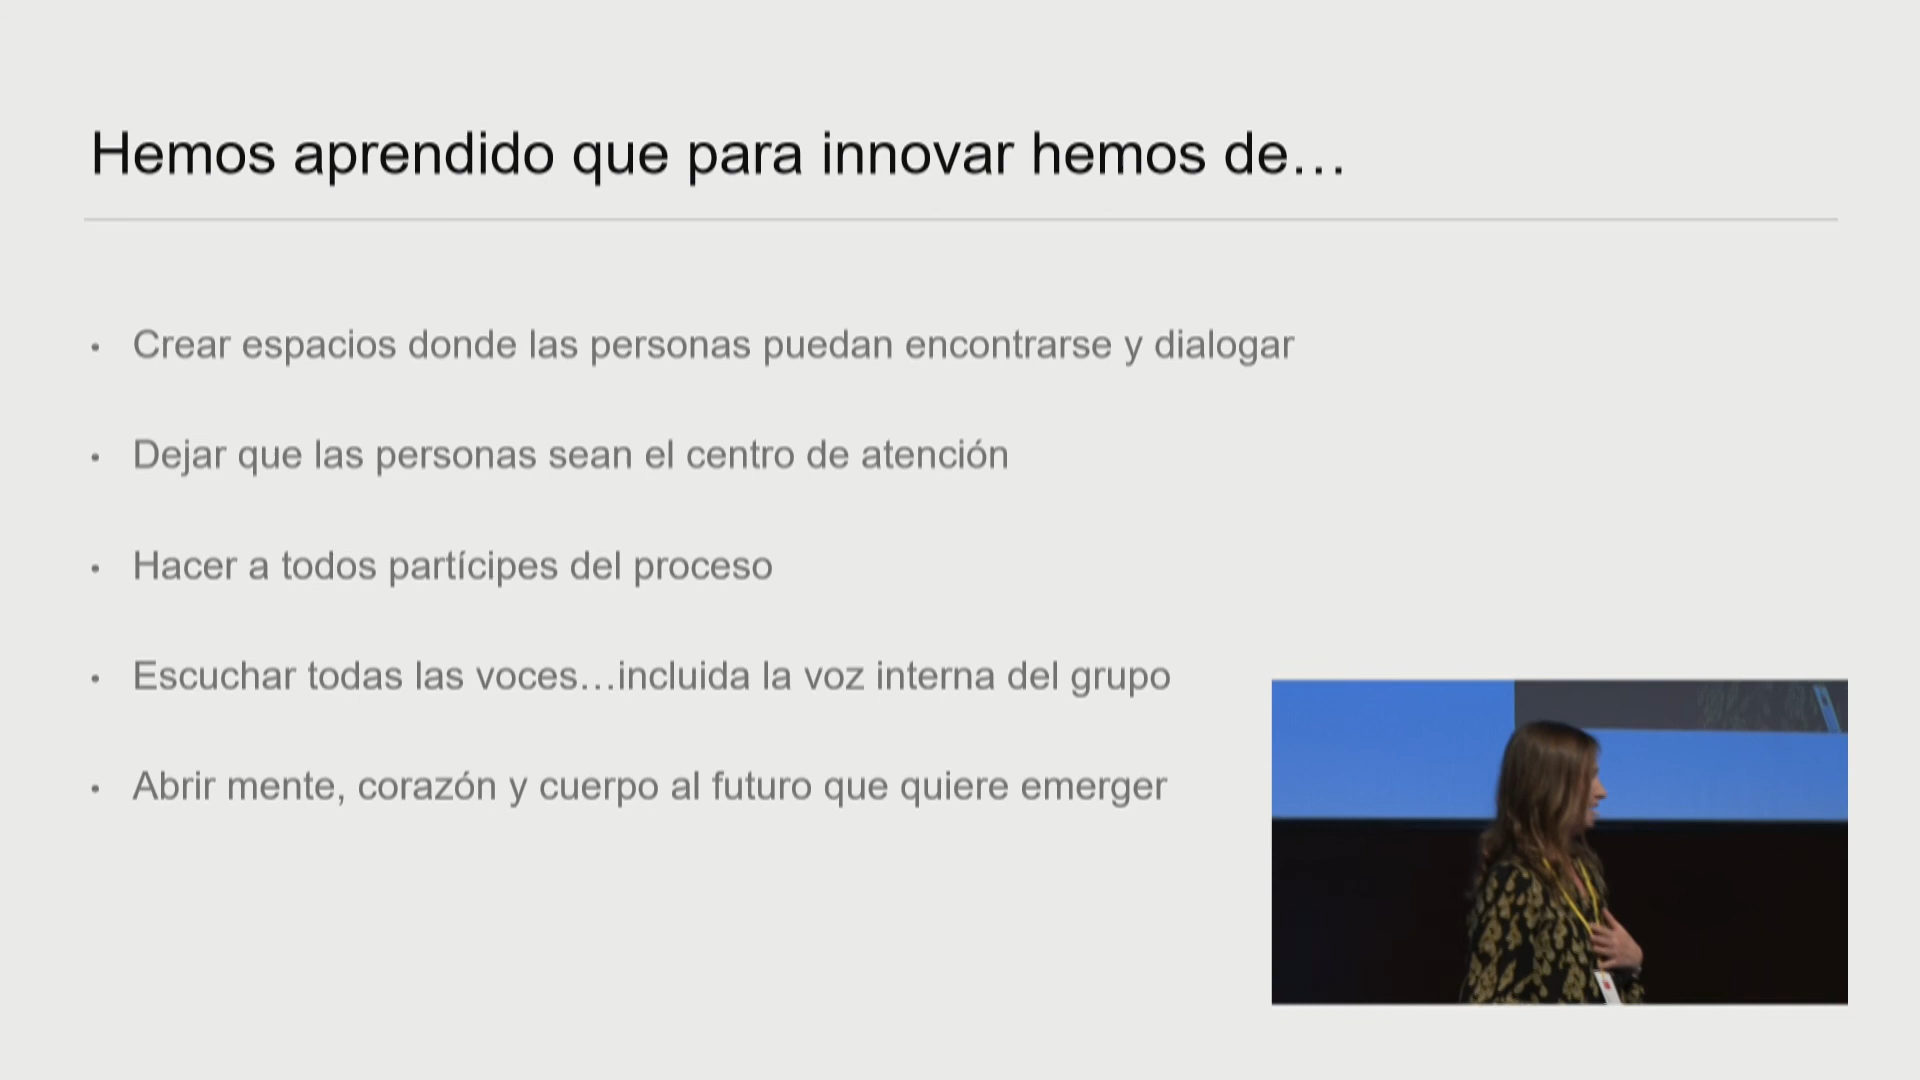 Hemos aprendido que para innovar hemos de…
• Crear espacios donde las personas puedan encontrarse y dialogar
• Dejar que las personas sean el centro de atención
• Hacer a todos partícipes del proceso
• Escuchar todas las voces…incluida la voz interna del grupo
• Abrir mente, corazón y cuerpo al futuro que quiere emerger